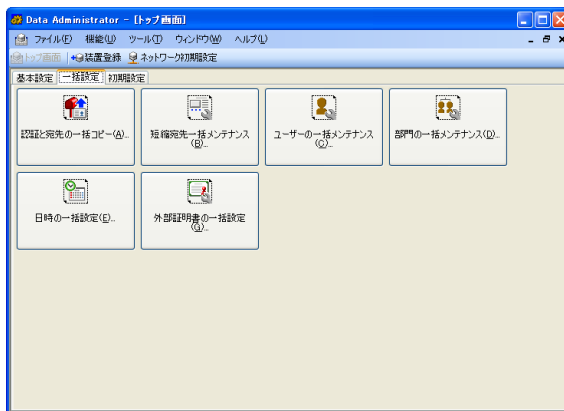 Data Administrator - [トップ画面]
ファイル(F) 機能(U) ツール(T) ウィンドウ(W) ヘルプ(L)
トップ画面 装置登録 ネットワーク初期設定
基本設定 一括設定 初期設定
認証と宛先の一括コピー(A)... 短縮宛先一括メンテナンス ユーザーの一括メンテナンス 部門の一括メンテナンス(D)...
(B)... (C)...
日時の一括設定(E)... 外部証明書の一括設定
(G)...